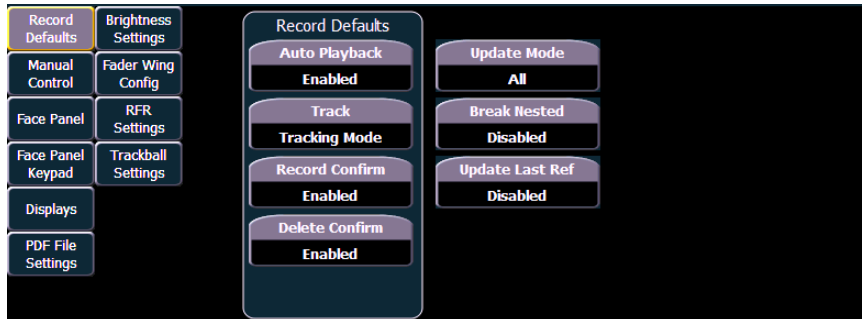 Record
Defaults
Brightness
Settings
Manual
Control
Fader Wing
Config
Face Panel
RFR
Settings
Face Panel
Keypad
Trackball
Settings
Displays
PDF File
Settings
Record Defaults
Auto Playback
Enabled
Track
Tracking Mode
Record Confirm
Enabled
Delete Confirm
Enabled
Update Mode
All
Break Nested
Disabled
Update Last Ref
Disabled